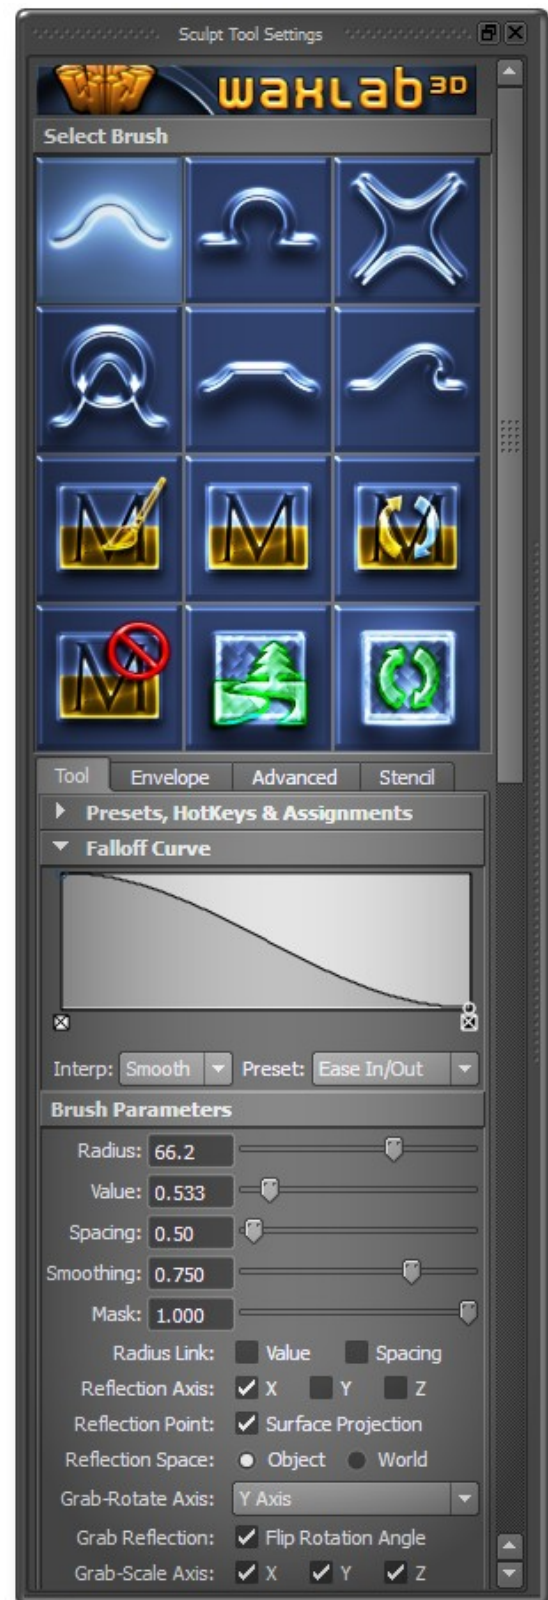 Sculpt Tool Settings
waxLab 3D
Select Brush
M M M
M
Tool Envelope Advanced Stencil
Presets, HotKeys & Assignments
Falloff Curve
Interp: Smooth Preset: Ease In/Out
Brush Parameters
Radius: 66.2
Value: 0.533
Spacing: 0.50
Smoothing: 0.750
Mask: 1.000
Radius Link: Value Spacing
Reflection Axis: X Y Z
Reflection Point: Surface Projection
Reflection Space: Object World
Grab-Rotate Axis: Y Axis
Grab Reflection: Flip Rotation Angle
Grab-Scale Axis: X Y Z